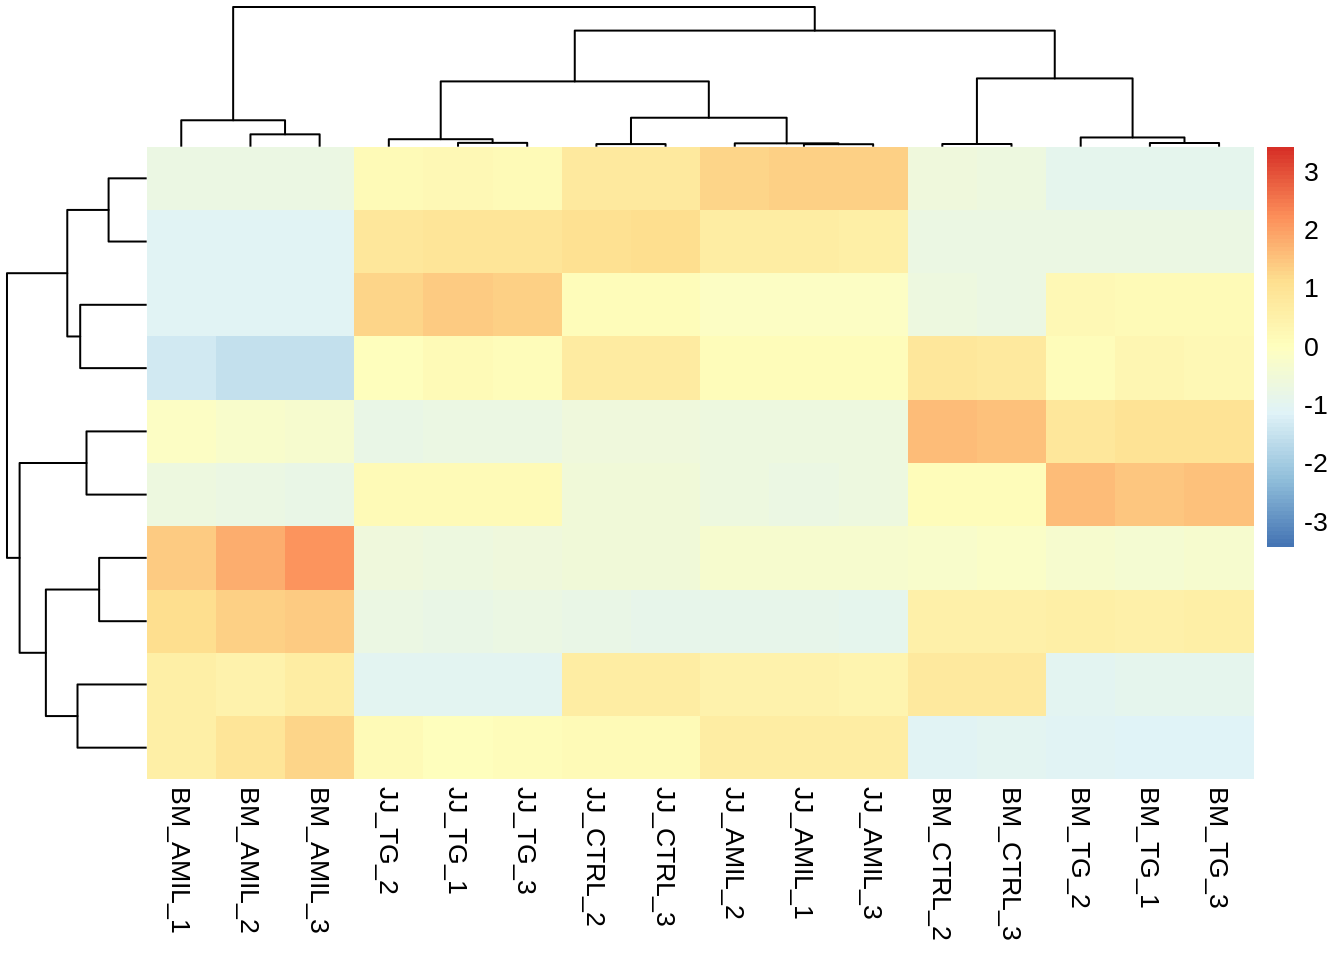 3
2
1
0
-1
-2
-3
BM_AMIL_1
BM_AMIL_2
BM_AMIL_3
JJ_TG_2
JJ_TG_1
JJ_TG_3
JJ_CTRL_2
JJ_CTRL_3
JJ_AMIL_2
JJ_AMIL_1
JJ_AMIL_3
BM_CTRL_2
BM_CTRL_3
BM_TG_2
BM_TG_1
BM_TG_3